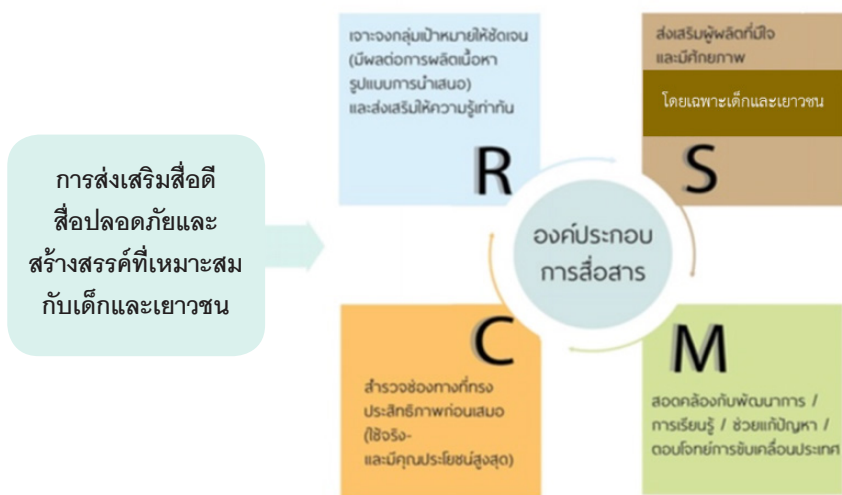 การส่งเสริมสื่อดี
สื่อปลอดภัยและ
สร้างสรรค์ที่เหมาะสม
กับเด็กและเยาวชน
เจาะจงกลุ่มเป้าหมายให้ชัดเจน
(มีผลต่อการผลิตเนื้อหา
รูปแบบการนำเสนอ)
และส่งเสริมให้ความรู้เท่าทัน
R
ส่งเสริมผู้ผลิตที่มีใจ
และมีศักยภาพ
โดยเฉพาะเด็กและเยาวชน
S
องค์ประกอบ
การสื่อสาร
C
สำรวจช่องทางที่ทรง
ประสิทธิภาพก่อนเสมอ
(ใช้จริง-
และมีคุณประโยชน์สูงสุด)
M
สอดคล้องกับพัฒนาการ /
การเรียนรู้ / ช่วยแก้ปัญหา /
ตอบโจทย์การขับเคลื่อนประเทศ